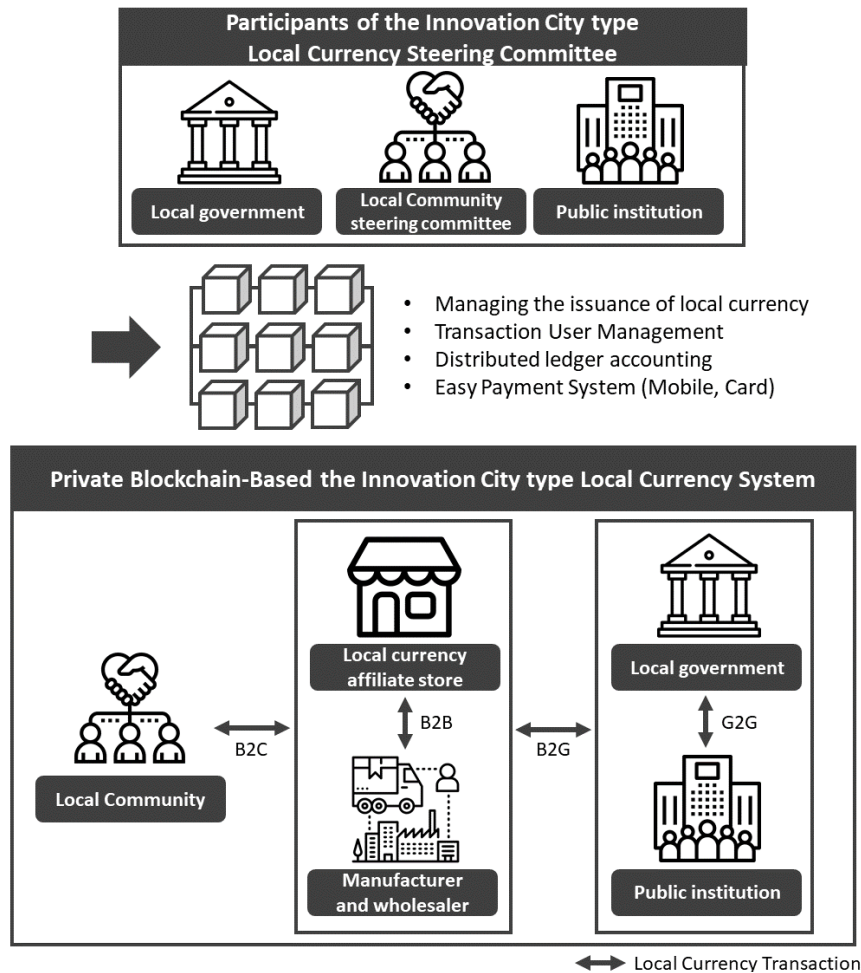 Participants of the Innovation City type
Local Currency Steering Committee
Local government
Local Community
steering committee
Public institution
• Managing the issuance of local currency
• Transaction User Management
• Distributed ledger accounting
• Easy Payment System (Mobile, Card)
Private Blockchain-Based the Innovation City type Local Currency System
Local currency
affiliate store
Local government
B2C
B2B
B2G
G2G
Local Community
Manufacturer
and wholesaler
Public institution
Local Currency Transaction